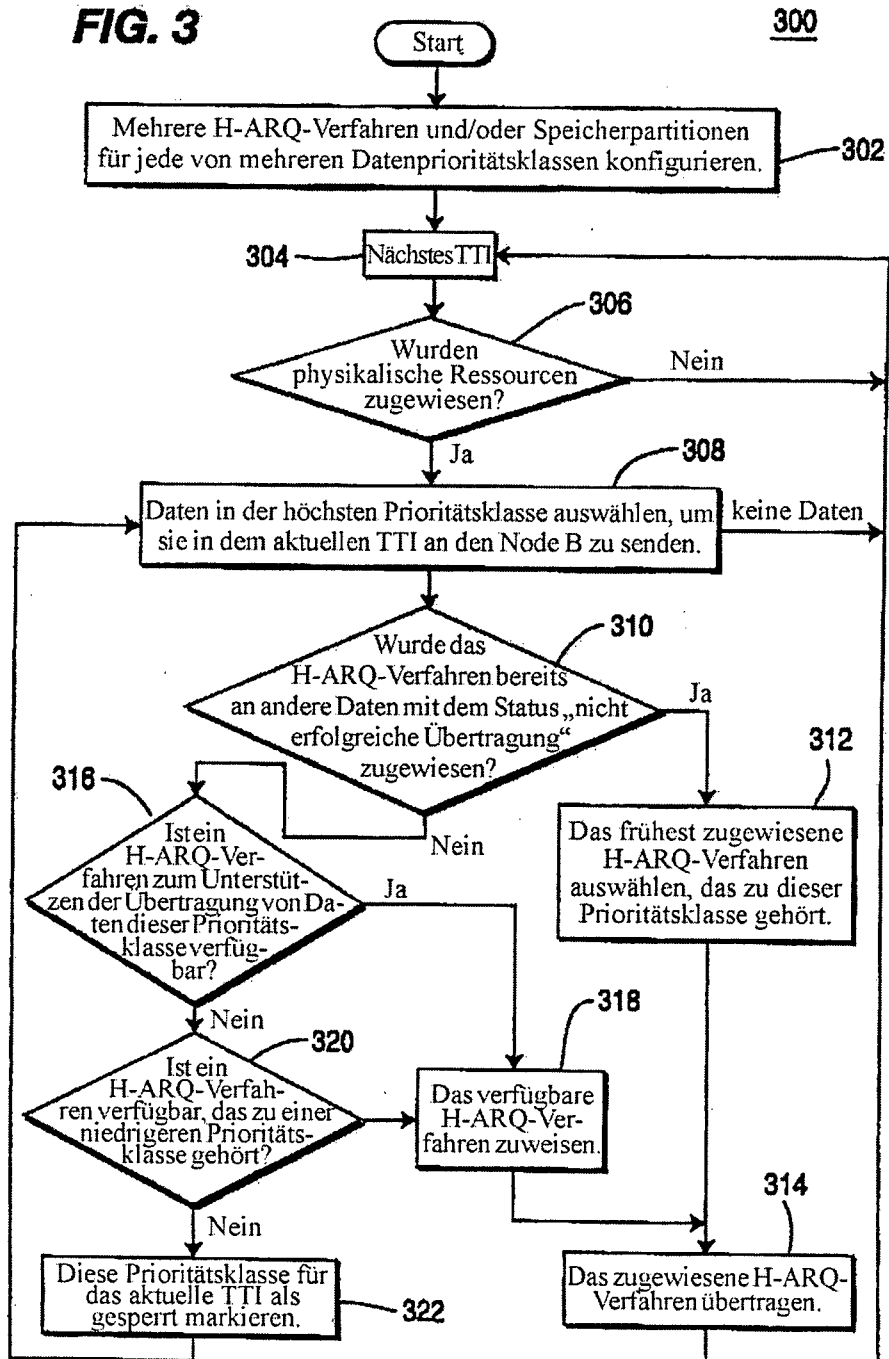 FIG. 3
300
Start
Mehrere H-ARQ-Verfahren und/oder Speicherpartitionen
für jede von mehreren Datenprioritätsklassen konfigurieren.
302
304
Nächstes TTI
306
Wurden
physikalische Ressourcen
zugewiesen?
Nein
Ja
308
Daten in der höchsten Prioritätsklasse auswählen, um
sie in dem aktuellen TTI an den Node B zu senden.
keine Daten
310
Wurde das
H-ARQ-Verfahren bereits
an andere Daten mit dem Status „nicht
erfolgreiche Übertragung“
zugewiesen?
Ja
Nein
312
Das frühest zugewiesene
H-ARQ-Verfahren
auswählen, das zu dieser
Prioritätsklasse gehört.
316
Ist ein
H-ARQ-Ver-
fahren zum Unterstüt-
zen der Übertragung von Da-
ten dieser Prioritäts-
klasse verfüg-
bar?
Ja
Nein
318
Das verfügbare
H-ARQ-Ver-
fahren zuweisen.
320
Ist ein
H-ARQ-Verfah-
ren verfügbar, das zu einer
niedrigeren Prioritäts-
klasse gehört?
Nein
314
Das zugewiesene H-ARQ-
Verfahren übertragen.
Diese Prioritätsklasse für
das aktuelle TTI als
gesperrt markieren.
322